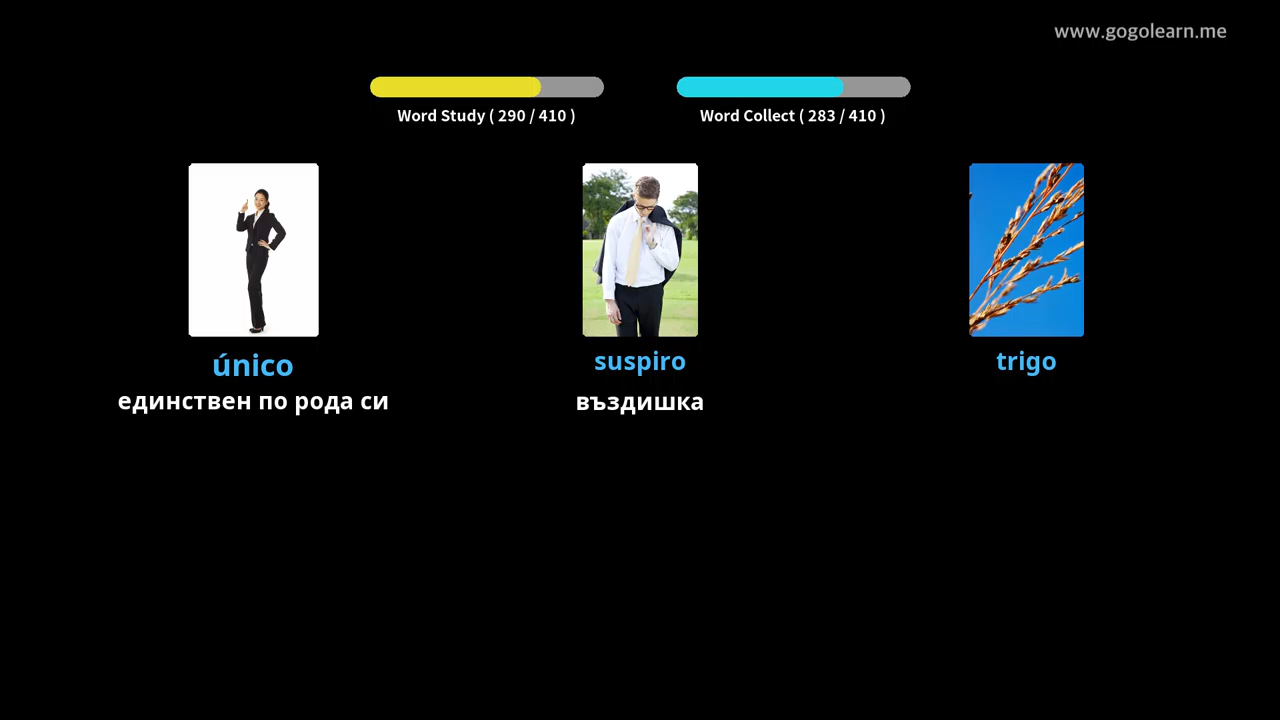 www.gogolearn.me
Word Study ( 290 / 410 )
Word Collect ( 283 / 410 )
único
suspiro
trigo
единствен по рода си
въздишка